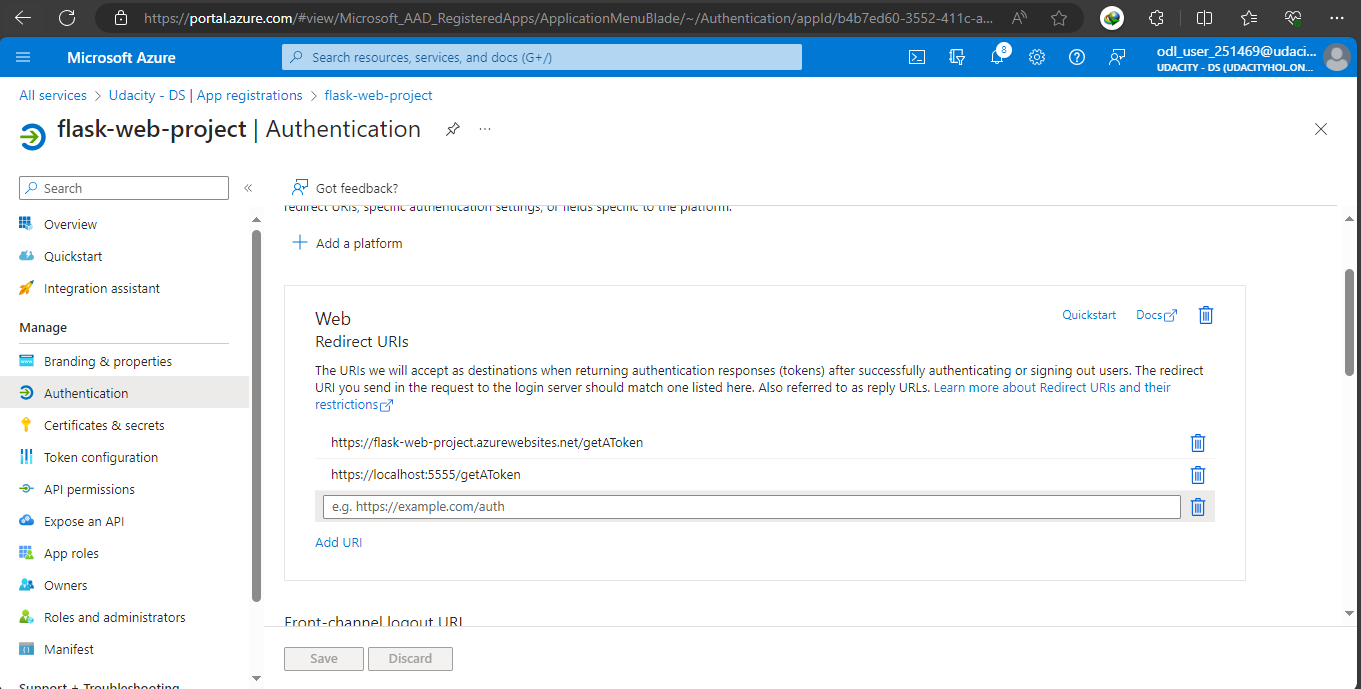 https://portal.azure.com/#view/Microsoft_AAD_RegisteredApps/ApplicationMenuBlade/~/Authentication/appId/b4b7ed60-3552-411c-a...
Microsoft Azure
Search resources, services, and docs (G+/)
8
odl_user_251469@udaci...
UDACITY - DS (UDACITYHOL.ON...
All services > Udacity - DS | App registrations > flask-web-project
flask-web-project | Authentication
...
Search
«
Got feedback?
redirect URIs, specific authentication settings, or fields specific to the platform.
Overview
Quickstart
Integration assistant
Manage
Branding & properties
Authentication
Certificates & secrets
Token configuration
API permissions
Expose an API
App roles
Owners
Roles and administrators
Manifest
Support + Troubleshooting
Add a platform
Web
Quickstart
Docs
Redirect URIs
The URIs we will accept as destinations when returning authentication responses (tokens) after successfully authenticating or signing out users. The redirect
URI you send in the request to the login server should match one listed here. Also referred to as reply URLs. Learn more about Redirect URIs and their
restrictions
https://flask-web-project.azurewebsites.net/getAToken
https://localhost:5555/getAToken
e.g. https://example.com/auth
Add URI
Front-channel logout URL
Save
Discard